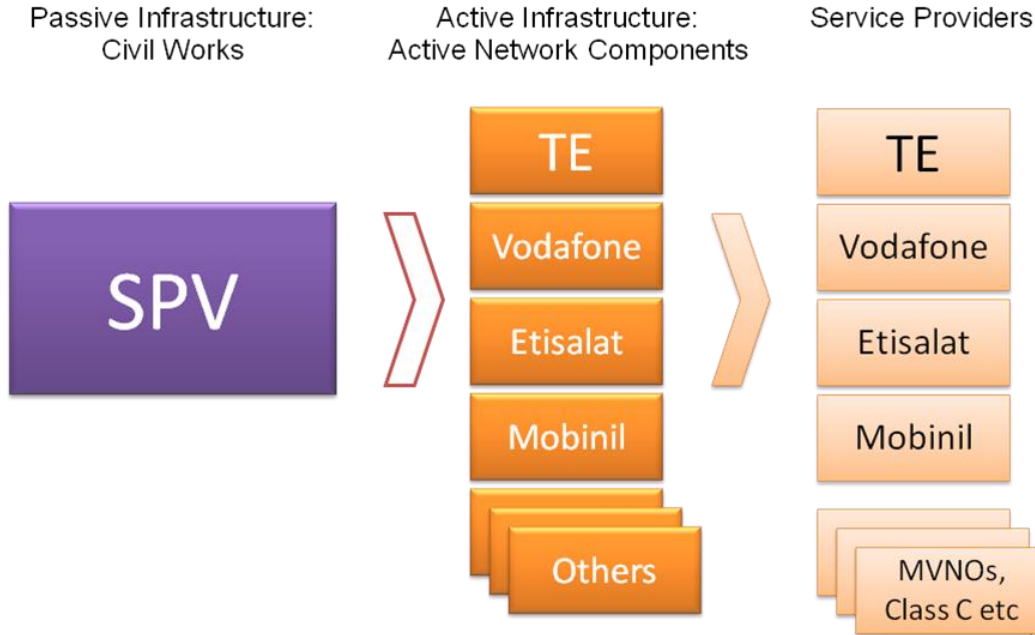 Passive Infrastructure:
Civil Works
Active Infrastructure:
Active Network Components
Service Providers
SPV
TE
Vodafone
Etisalat
Mobinil
Others
TE
Vodafone
Etisalat
Mobinil
MVNOs,
Class C etc